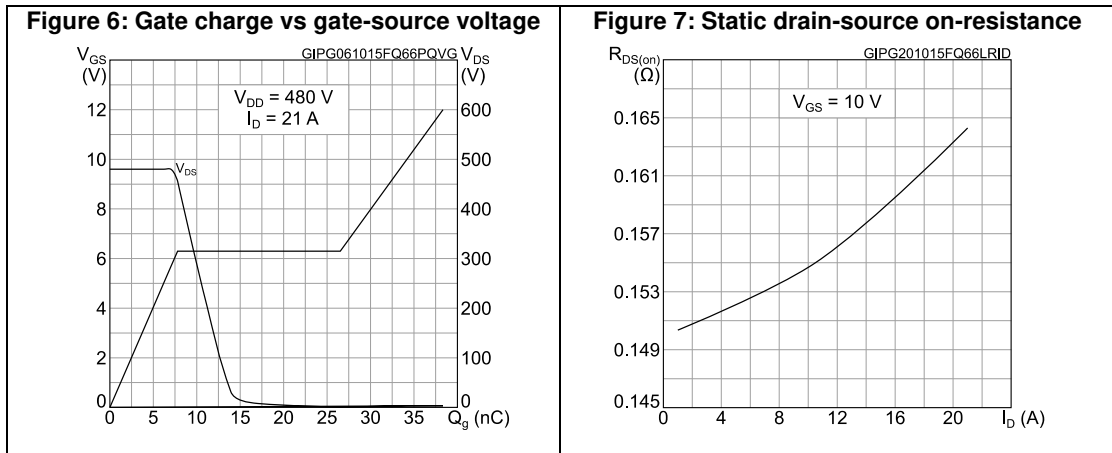 Figure 6: Gate charge vs gate-source voltage
V_GS
(V)
GIPG061015FQ66PQVG
V_DS
(V)
V_DD = 480 V
I_D = 21 A
12
10
8
6
4
2
0
V_DS
600
500
400
300
200
100
0
0 5 10 15 20 25 30 35 Q_g (nC)
Figure 7: Static drain-source on-resistance
R_DS(on)
(Ω)
GIPG201015FQ66LRID
V_GS = 10 V
0.165
0.161
0.157
0.153
0.149
0.145
0 4 8 12 16 20 I_D (A)